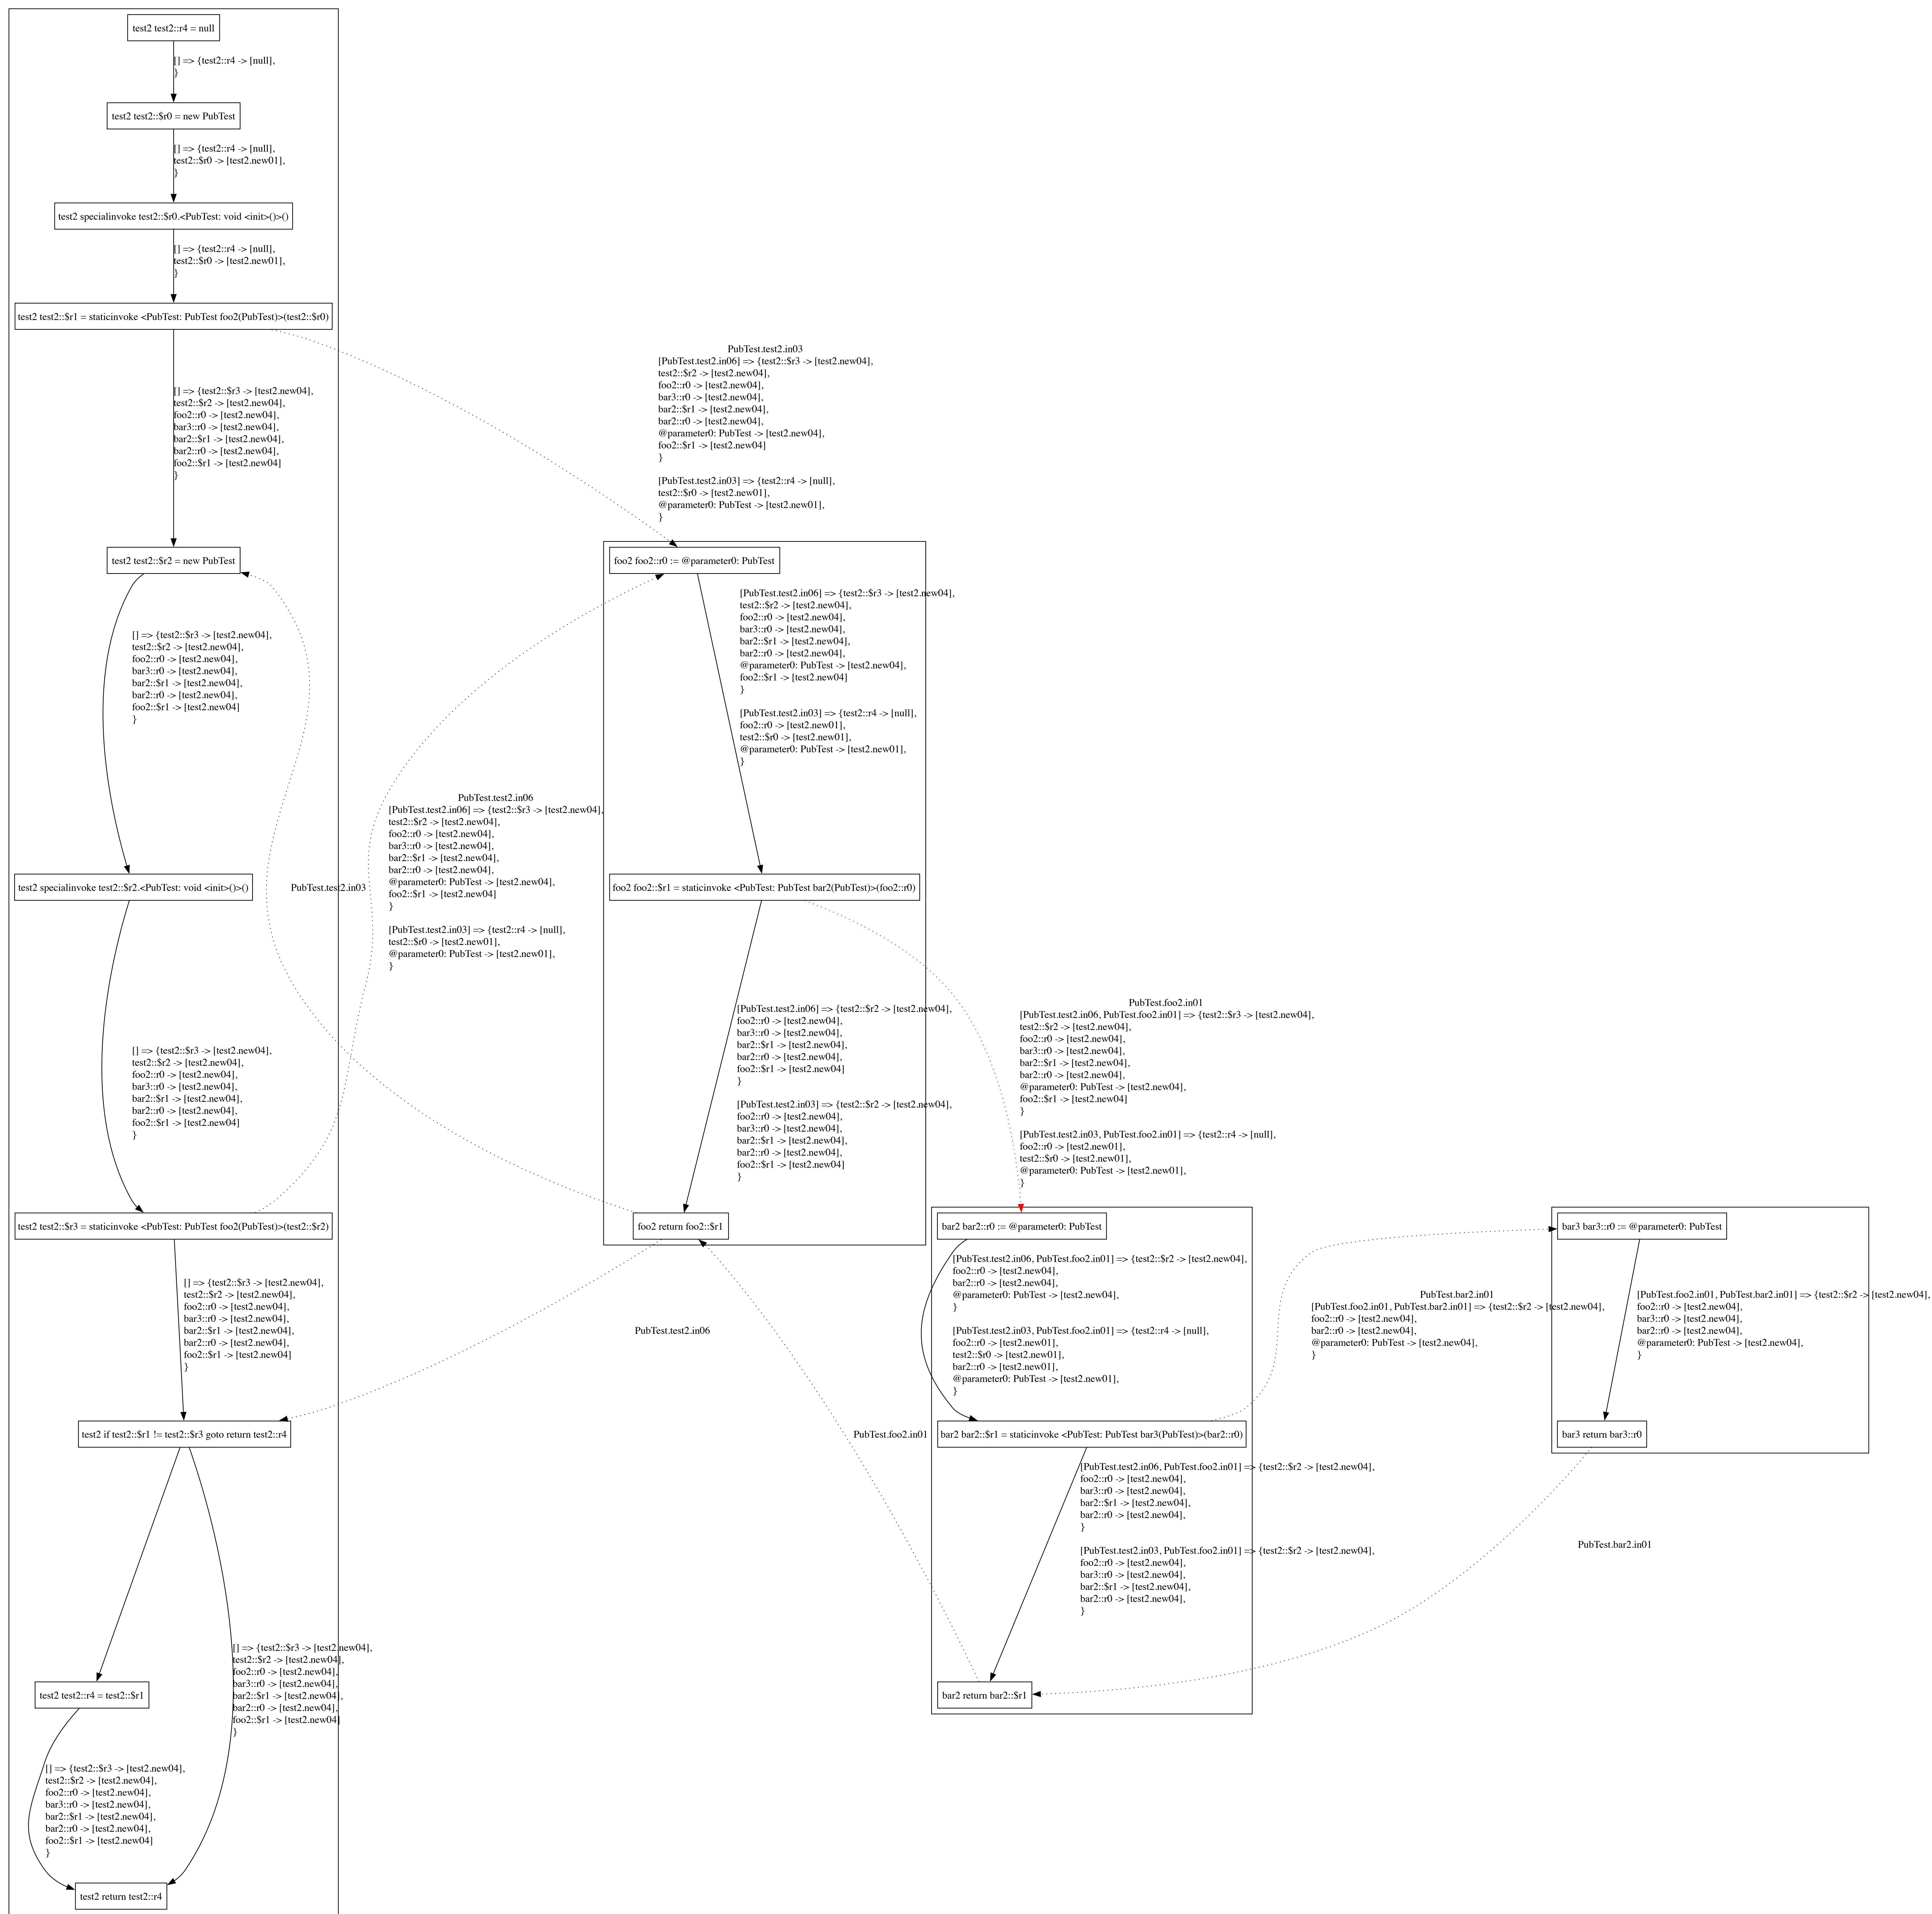 test2 test2::r4 = null
[] => {test2::r4 -> [null],
}
test2 test2::$r0 = new PubTest
[] => {test2::r4 -> [null],
test2::$r0 -> [test2.new01],
}
test2 specialinvoke test2::$r0.<PubTest: void <init>()>()
[] => {test2::r4 -> [null],
test2::$r0 -> [test2.new01],
}
test2 test2::$r1 = staticinvoke <PubTest: PubTest foo2(PubTest)>(test2::$r0)
[] => {test2::$r3 -> [test2.new04],
test2::$r2 -> [test2.new04],
foo2::r0 -> [test2.new04],
bar3::r0 -> [test2.new04],
bar2::$r1 -> [test2.new04],
bar2::r0 -> [test2.new04],
foo2::$r1 -> [test2.new04]
}
test2 test2::$r2 = new PubTest
[] => {test2::$r3 -> [test2.new04],
test2::$r2 -> [test2.new04],
foo2::r0 -> [test2.new04],
bar3::r0 -> [test2.new04],
bar2::$r1 -> [test2.new04],
bar2::r0 -> [test2.new04],
foo2::$r1 -> [test2.new04]
}
test2 specialinvoke test2::$r2.<PubTest: void <init>()>()
[] => {test2::$r3 -> [test2.new04],
test2::$r2 -> [test2.new04],
foo2::r0 -> [test2.new04],
bar3::r0 -> [test2.new04],
bar2::$r1 -> [test2.new04],
bar2::r0 -> [test2.new04],
foo2::$r1 -> [test2.new04]
}
test2 test2::$r3 = staticinvoke <PubTest: PubTest foo2(PubTest)>(test2::$r2)
[] => {test2::$r3 -> [test2.new04],
test2::$r2 -> [test2.new04],
foo2::r0 -> [test2.new04],
bar3::r0 -> [test2.new04],
bar2::$r1 -> [test2.new04],
bar2::r0 -> [test2.new04],
foo2::$r1 -> [test2.new04]
}
test2 if test2::$r1 != test2::$r3 goto return test2::r4
[] => {test2::$r3 -> [test2.new04],
test2::$r2 -> [test2.new04],
foo2::r0 -> [test2.new04],
bar3::r0 -> [test2.new04],
bar2::$r1 -> [test2.new04],
bar2::r0 -> [test2.new04],
foo2::$r1 -> [test2.new04]
}
test2 test2::r4 = test2::$r1
[] => {test2::$r3 -> [test2.new04],
test2::$r2 -> [test2.new04],
foo2::r0 -> [test2.new04],
bar3::r0 -> [test2.new04],
bar2::$r1 -> [test2.new04],
bar2::r0 -> [test2.new04],
foo2::$r1 -> [test2.new04]
}
test2 return test2::r4
PubTest.test2.in03
PubTest.test2.in06
[PubTest.test2.in06] => {test2::$r3 -> [test2.new04],
test2::$r2 -> [test2.new04],
foo2::r0 -> [test2.new04],
bar3::r0 -> [test2.new04],
bar2::$r1 -> [test2.new04],
bar2::r0 -> [test2.new04],
@parameter0: PubTest -> [test2.new04],
foo2::$r1 -> [test2.new04]
}
[PubTest.test2.in03] => {test2::r4 -> [null],
test2::$r0 -> [test2.new01],
@parameter0: PubTest -> [test2.new01],
}
PubTest.test2.in03
[PubTest.test2.in06] => {test2::$r3 -> [test2.new04],
test2::$r2 -> [test2.new04],
foo2::r0 -> [test2.new04],
bar3::r0 -> [test2.new04],
bar2::$r1 -> [test2.new04],
bar2::r0 -> [test2.new04],
@parameter0: PubTest -> [test2.new04],
foo2::$r1 -> [test2.new04]
}
[PubTest.test2.in03] => {test2::r4 -> [null],
test2::$r0 -> [test2.new01],
@parameter0: PubTest -> [test2.new01],
}
foo2 foo2::r0 := @parameter0: PubTest
[PubTest.test2.in06] => {test2::$r3 -> [test2.new04],
test2::$r2 -> [test2.new04],
foo2::r0 -> [test2.new04],
bar3::r0 -> [test2.new04],
bar2::$r1 -> [test2.new04],
bar2::r0 -> [test2.new04],
@parameter0: PubTest -> [test2.new04],
foo2::$r1 -> [test2.new04]
}
[PubTest.test2.in03] => {test2::r4 -> [null],
foo2::r0 -> [test2.new01],
test2::$r0 -> [test2.new01],
@parameter0: PubTest -> [test2.new01],
}
foo2 foo2::$r1 = staticinvoke <PubTest: PubTest bar2(PubTest)>(foo2::r0)
[PubTest.test2.in06] => {test2::$r2 -> [test2.new04],
foo2::r0 -> [test2.new04],
bar3::r0 -> [test2.new04],
bar2::$r1 -> [test2.new04],
bar2::r0 -> [test2.new04],
foo2::$r1 -> [test2.new04]
}
[PubTest.test2.in03] => {test2::$r2 -> [test2.new04],
foo2::r0 -> [test2.new04],
bar3::r0 -> [test2.new04],
bar2::$r1 -> [test2.new04],
bar2::r0 -> [test2.new04],
foo2::$r1 -> [test2.new04]
}
foo2 return foo2::$r1
PubTest.test2.in06
PubTest.foo2.in01
PubTest.foo2.in01
[PubTest.test2.in06, PubTest.foo2.in01] => {test2::$r3 -> [test2.new04],
test2::$r2 -> [test2.new04],
foo2::r0 -> [test2.new04],
bar3::r0 -> [test2.new04],
bar2::$r1 -> [test2.new04],
bar2::r0 -> [test2.new04],
@parameter0: PubTest -> [test2.new04],
foo2::$r1 -> [test2.new04]
}
[PubTest.test2.in03, PubTest.foo2.in01] => {test2::r4 -> [null],
foo2::r0 -> [test2.new01],
test2::$r0 -> [test2.new01],
@parameter0: PubTest -> [test2.new01],
}
bar2 bar2::r0 := @parameter0: PubTest
[PubTest.test2.in06, PubTest.foo2.in01] => {test2::$r2 -> [test2.new04],
foo2::r0 -> [test2.new04],
bar2::r0 -> [test2.new04],
@parameter0: PubTest -> [test2.new04],
}
[PubTest.test2.in03, PubTest.foo2.in01] => {test2::r4 -> [null],
foo2::r0 -> [test2.new01],
test2::$r0 -> [test2.new01],
bar2::r0 -> [test2.new01],
@parameter0: PubTest -> [test2.new01],
}
bar2 bar2::$r1 = staticinvoke <PubTest: PubTest bar3(PubTest)>(bar2::r0)
[PubTest.test2.in06, PubTest.foo2.in01] => {test2::$r2 -> [test2.new04],
foo2::r0 -> [test2.new04],
bar3::r0 -> [test2.new04],
bar2::$r1 -> [test2.new04],
bar2::r0 -> [test2.new04],
}
[PubTest.test2.in03, PubTest.foo2.in01] => {test2::$r2 -> [test2.new04],
foo2::r0 -> [test2.new04],
bar3::r0 -> [test2.new04],
bar2::$r1 -> [test2.new04],
bar2::r0 -> [test2.new04],
}
bar2 return bar2::$r1
PubTest.bar2.in01
[PubTest.foo2.in01, PubTest.bar2.in01] => {test2::$r2 -> [test2.new04],
foo2::r0 -> [test2.new04],
bar2::r0 -> [test2.new04],
@parameter0: PubTest -> [test2.new04],
}
bar3 bar3::r0 := @parameter0: PubTest
[PubTest.foo2.in01, PubTest.bar2.in01] => {test2::$r2 -> [test2.new04],
foo2::r0 -> [test2.new04],
bar3::r0 -> [test2.new04],
bar2::r0 -> [test2.new04],
@parameter0: PubTest -> [test2.new04],
}
bar3 return bar3::r0
PubTest.bar2.in01